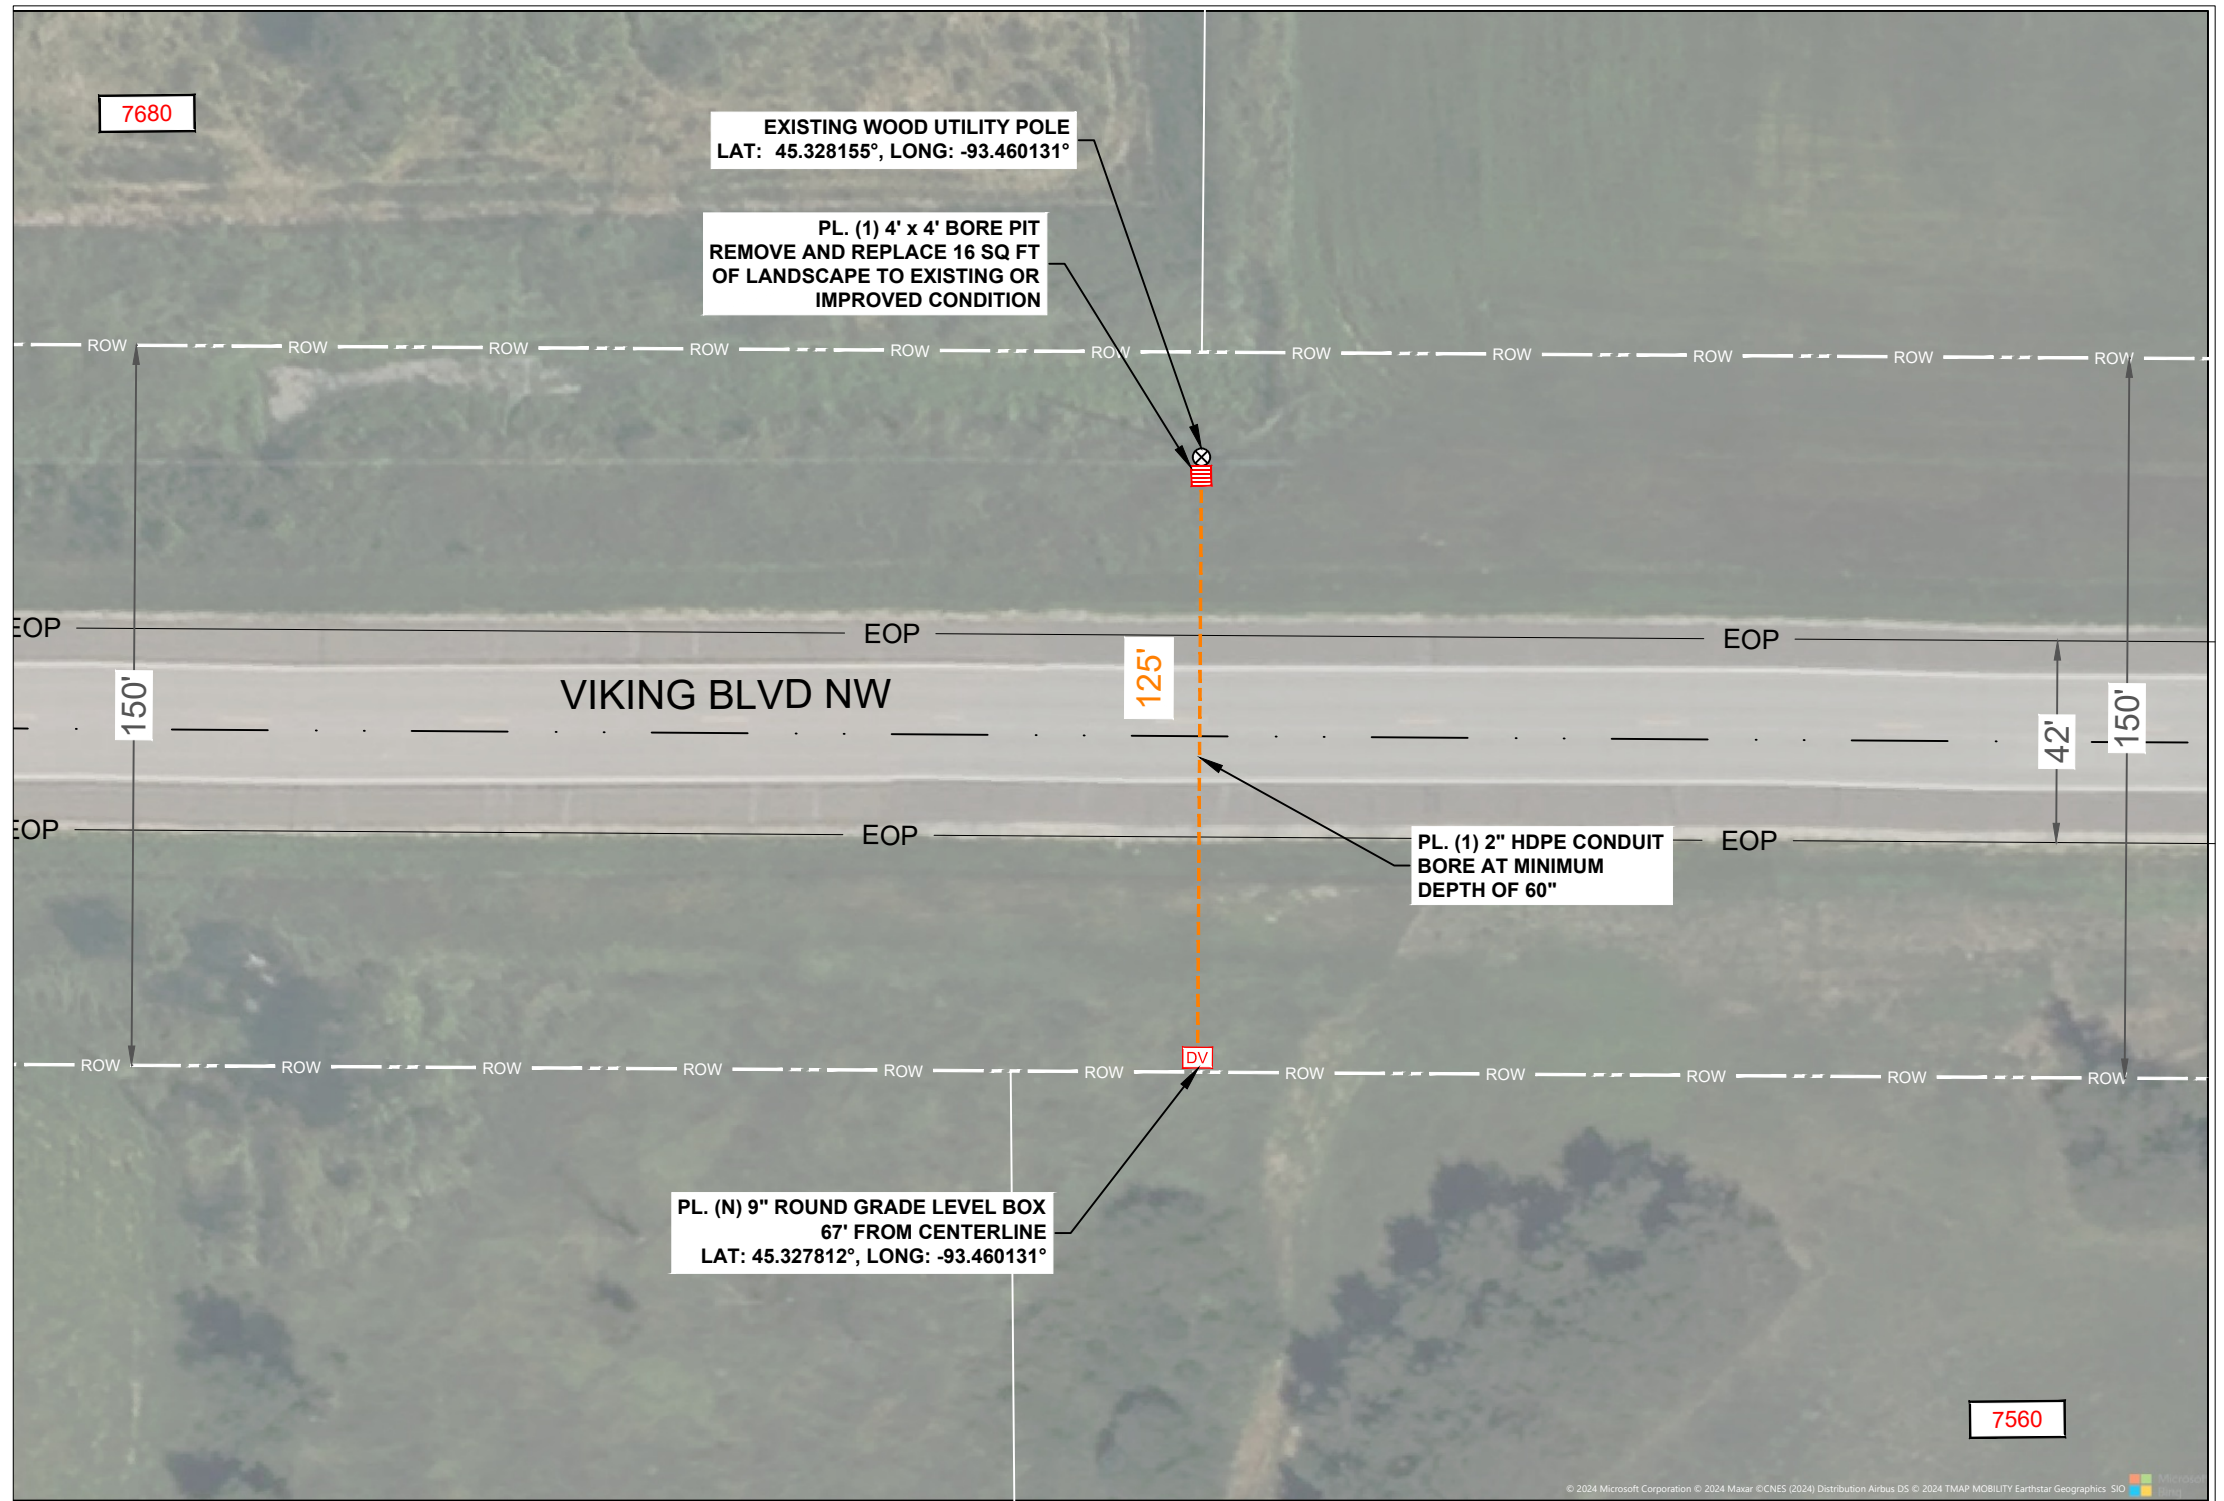 7680
EXISTING WOOD UTILITY POLE
LAT: 45.328155°, LONG: -93.460131°
PL. (1) 4' x 4' BORE PIT
REMOVE AND REPLACE 16 SQ FT
OF LANDSCAPE TO EXISTING OR
IMPROVED CONDITION
ROW ROW ROW ROW ROW ROW ROW ROW ROW ROW ROW
EOP EOP EOP
125'
VIKING BLVD NW
150'
42'
150'
EOP EOP EOP
PL. (1) 2" HDPE CONDUIT
BORE AT MINIMUM
DEPTH OF 60"
DV
ROW ROW ROW ROW ROW ROW ROW ROW ROW ROW ROW
PL. (N) 9" ROUND GRADE LEVEL BOX
67' FROM CENTERLINE
LAT: 45.327812°, LONG: -93.460131°
7560
© 2024 Microsoft Corporation © 2024 Maxar ©CNES (2024) Distribution Airbus DS © 2024 TMAP MOBILITY Earthstar Geographics SIO
Microsoft
Bing